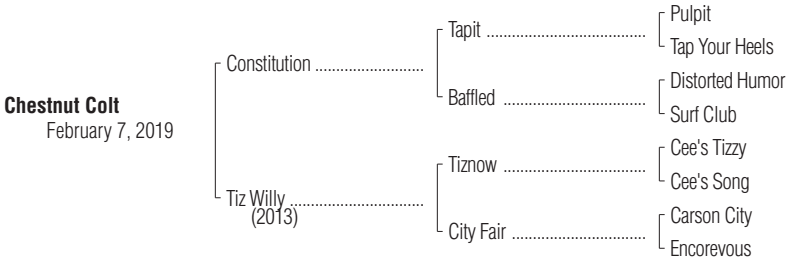 Pulpit
Tapit ........................................
Tap Your Heels
Constitution ...........................
Distorted Humor
Baffled ........................................
Surf Club
Chestnut Colt
February 7, 2019
Cee's Tizzy
Tiznow ........................................
Cee's Song
Tiz Willy .................................
(2013)
Carson City
City Fair .....................................
Encorevous